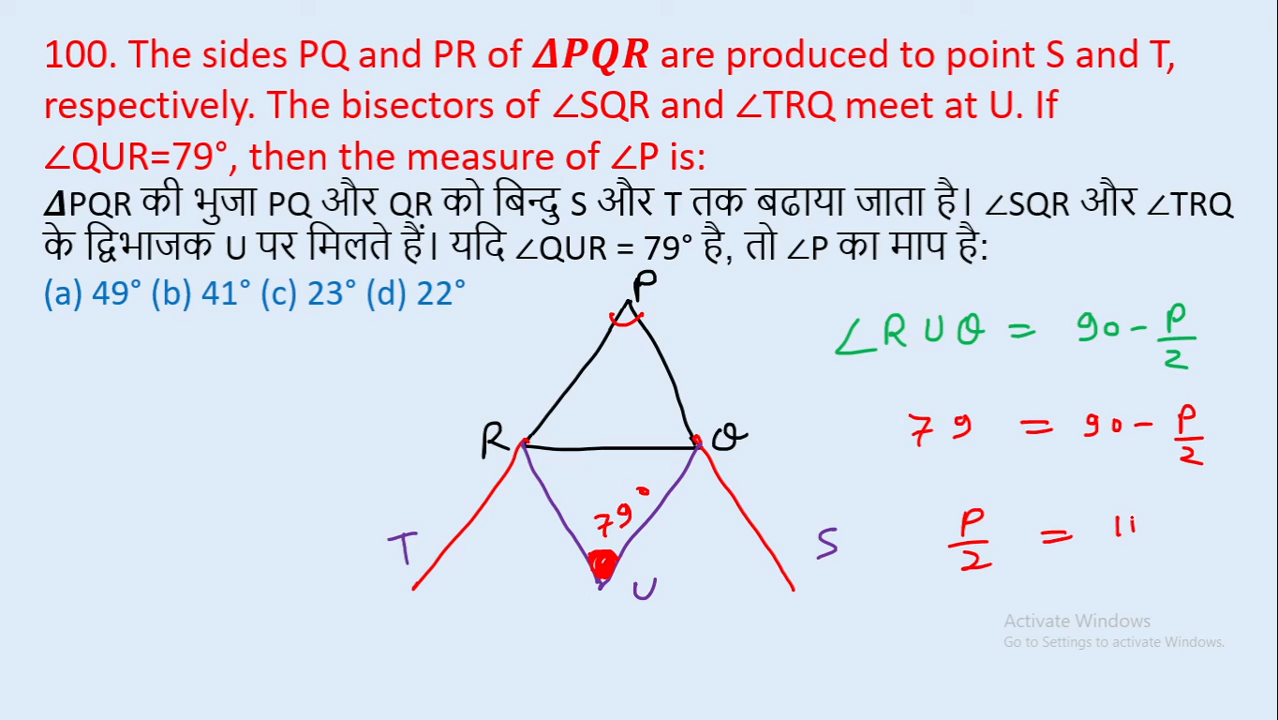 100. The sides PQ and PR of ΔPQR are produced to point S and T,
respectively. The bisectors of ∠SQR and ∠TRQ meet at U. If
∠QUR=79°, then the measure of ∠P is:
ΔPQR की भुजा PQ और QR को बिन्दु S और T तक बढाया जाता है। ∠SQR और ∠TRQ
के द्विभाजक U पर मिलते हैं। यदि ∠QUR = 79° है, तो ∠P का माप है:
(a) 49° (b) 41° (c) 23° (d) 22°
P
∠RUQ = 90 - P/2
R
Q
79 = 90 - P/2
79°
T
S
P/2 = 11
U
Activate Windows
Go to Settings to activate Windows.